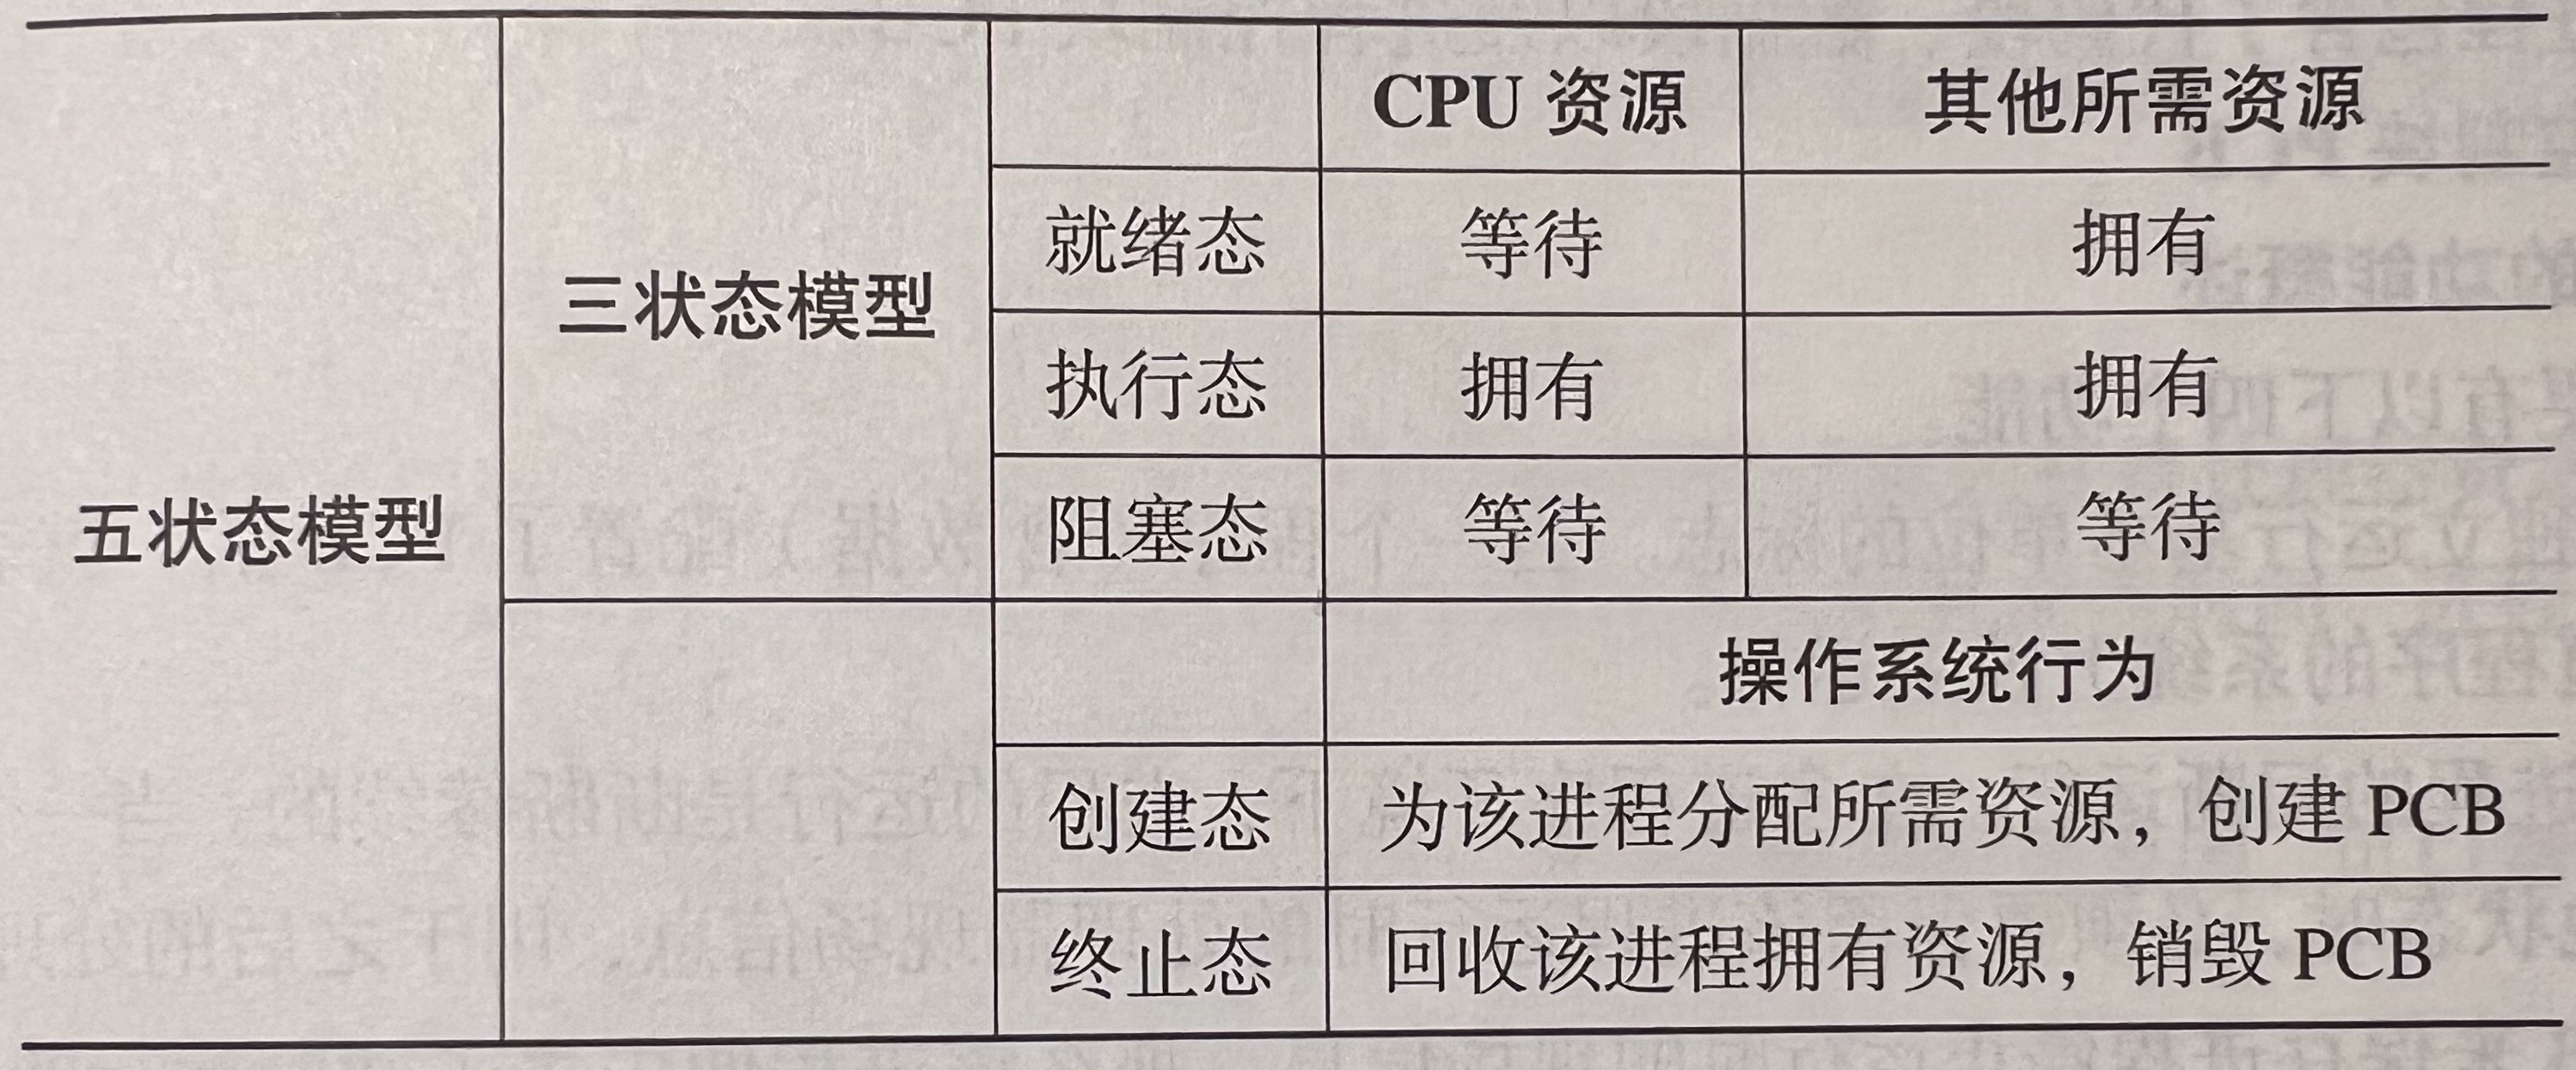 CPU 资源 其他所需资源
就绪态 等待 拥有
三状态模型
执行态 拥有 拥有
阻塞态 等待 等待
五状态模型
操作系统行为
创建态 为该进程分配所需资源，创建 PCB
终止态 回收该进程拥有资源，销毁 PCB